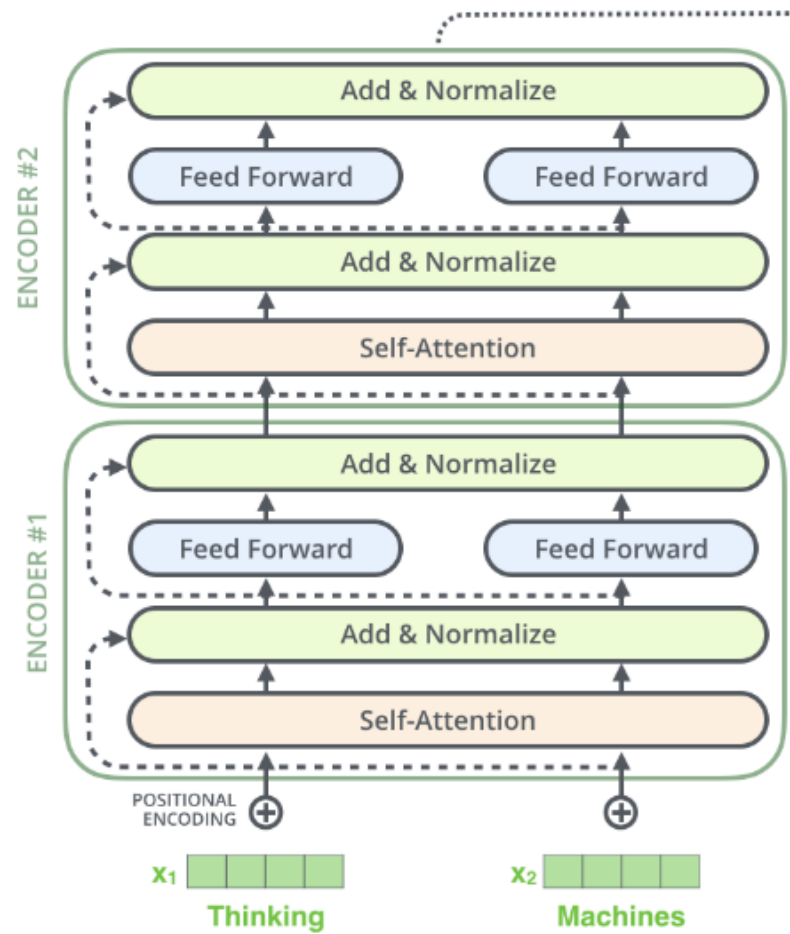 ENCODER #2
Add & Normalize
Feed Forward
Feed Forward
Add & Normalize
Self-Attention
ENCODER #1
Add & Normalize
Feed Forward
Feed Forward
Add & Normalize
Self-Attention
POSITIONAL
ENCODING
x1
x2
Thinking
Machines